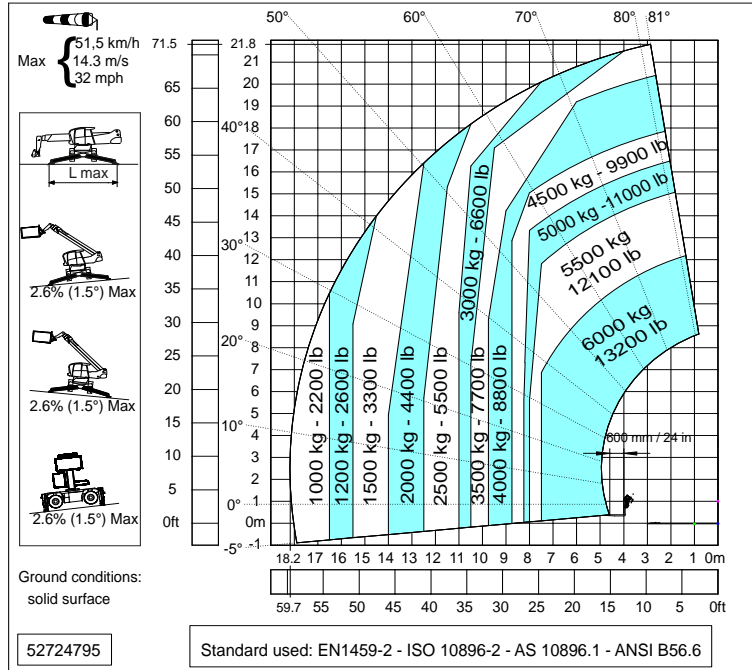 Max { 51,5 km/h
14.3 m/s
32 mph
L max
2.6% (1.5°) Max
2.6% (1.5°) Max
2.6% (1.5°) Max
Ground conditions:
solid surface
52724795
71.5
65
60
55
50
45
40
35
30
25
20
15
10
5
0ft
21.8
21
20
19
18
17
16
15
14
13
12
11
10
9
8
7
6
5
4
3
2
1
0m
-1
50°
60°
70°
80°
81°
40°
30°
20°
10°
0°
-5°
1000 kg - 2200 lb
1200 kg - 2600 lb
1500 kg - 3300 lb
2000 kg - 4400 lb
2500 kg - 5500 lb
3000 kg - 6600 lb
3500 kg - 7700 lb
4000 kg - 8800 lb
4500 kg - 9900 lb
5000 kg -11000 lb
5500 kg
12100 lb
6000 kg
13200 lb
600 mm / 24 in
18.2 17 16 15 14 13 12 11 10 9 8 7 6 5 4 3 2 1 0m
59.7 55 50 45 40 35 30 25 20 15 10 5 0ft
Standard used: EN1459-2 - ISO 10896-2 - AS 10896.1 - ANSI B56.6